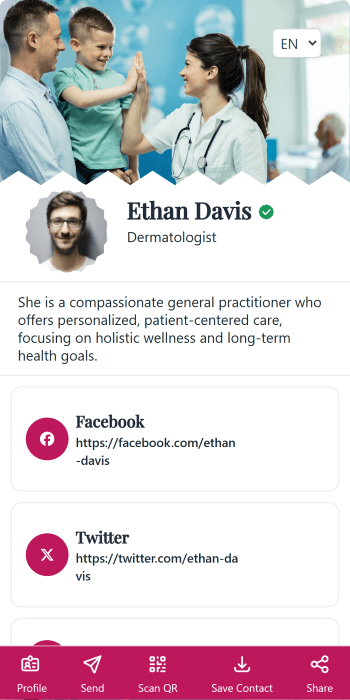 EN
Ethan Davis
Dermatologist
She is a compassionate general practitioner who
offers personalized, patient-centered care,
focusing on holistic wellness and long-term
health goals.
Facebook
https://facebook.com/ethan
-davis
Twitter
https://twitter.com/ethan-da
vis
Profile
Send
Scan QR
Save Contact
Share